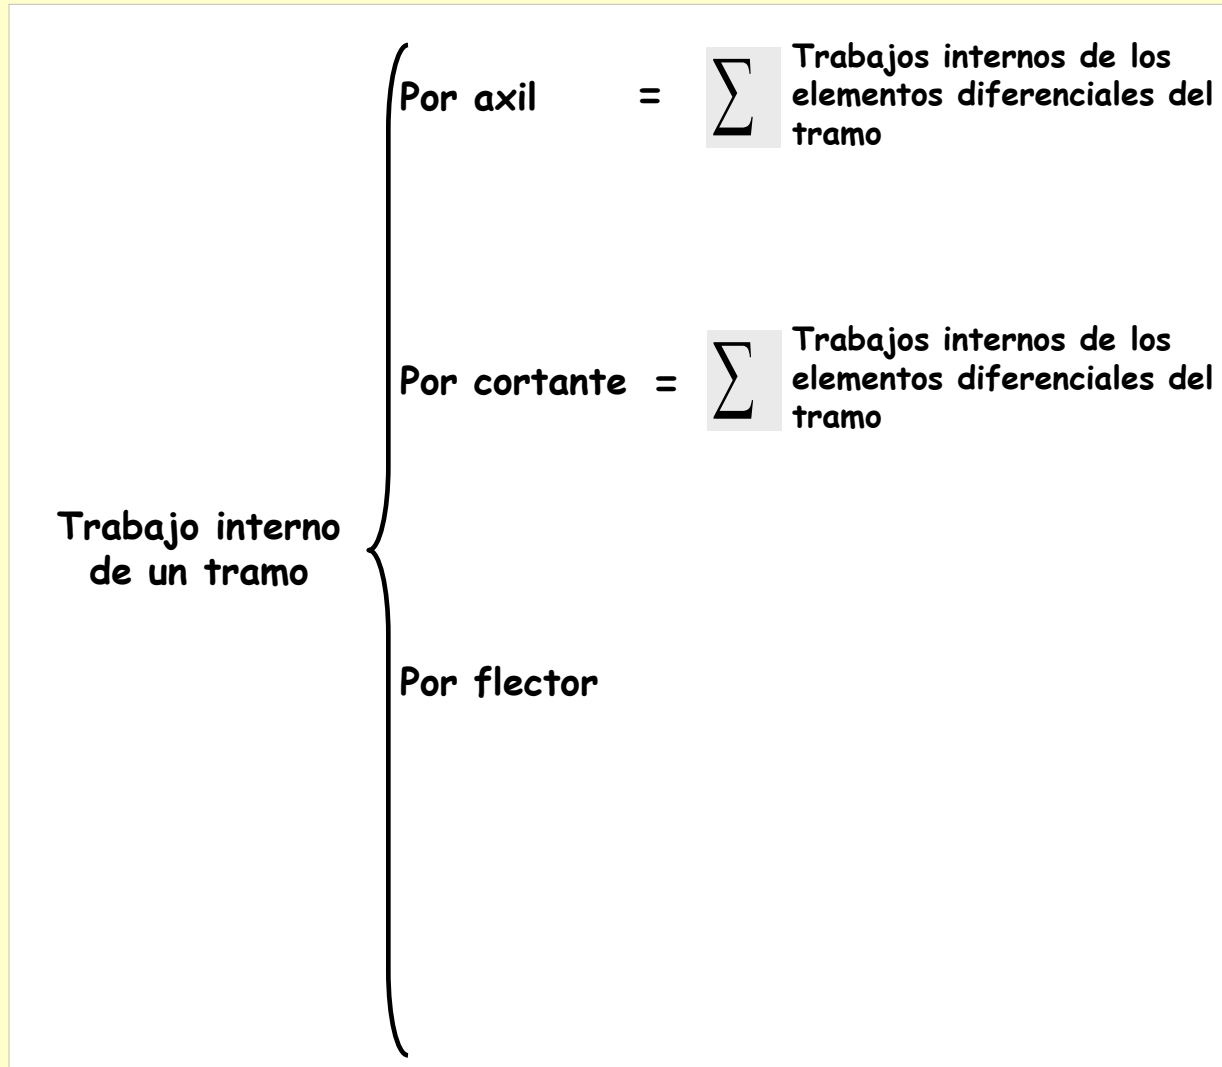 Por axil = ∑ Trabajos internos de los
elementos diferenciales del
tramo
Por cortante = ∑ Trabajos internos de los
elementos diferenciales del
tramo
Trabajo interno
de un tramo
Por flector